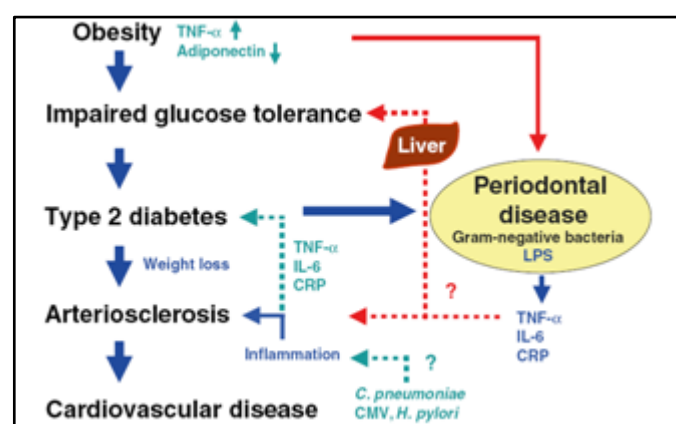 Obesity TNF-α
Adiponectin
Impaired glucose tolerance
Liver
Periodontal
disease
Gram-negative bacteria
LPS
Type 2 diabetes
TNF-α
IL-6
CRP
Weight loss
?
Arteriosclerosis
TNF-α
IL-6
CRP
Inflammation
?
C. pneumoniae
CMV, H. pylori
Cardiovascular disease